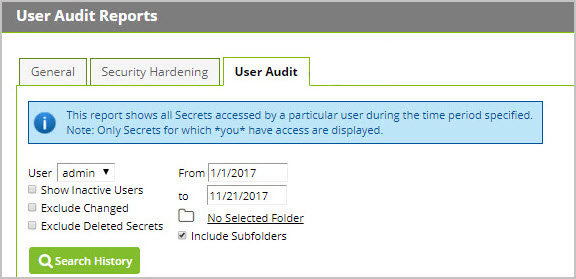 User Audit Reports
General
Security Hardening
User Audit
This report shows all Secrets accessed by a particular user during the time period specified.
Note: Only Secrets for which *you* have access are displayed.
User admin
From 1/1/2017
Show Inactive Users
to 11/21/2017
Exclude Changed
No Selected Folder
Exclude Deleted Secrets
Include Subfolders
Search History